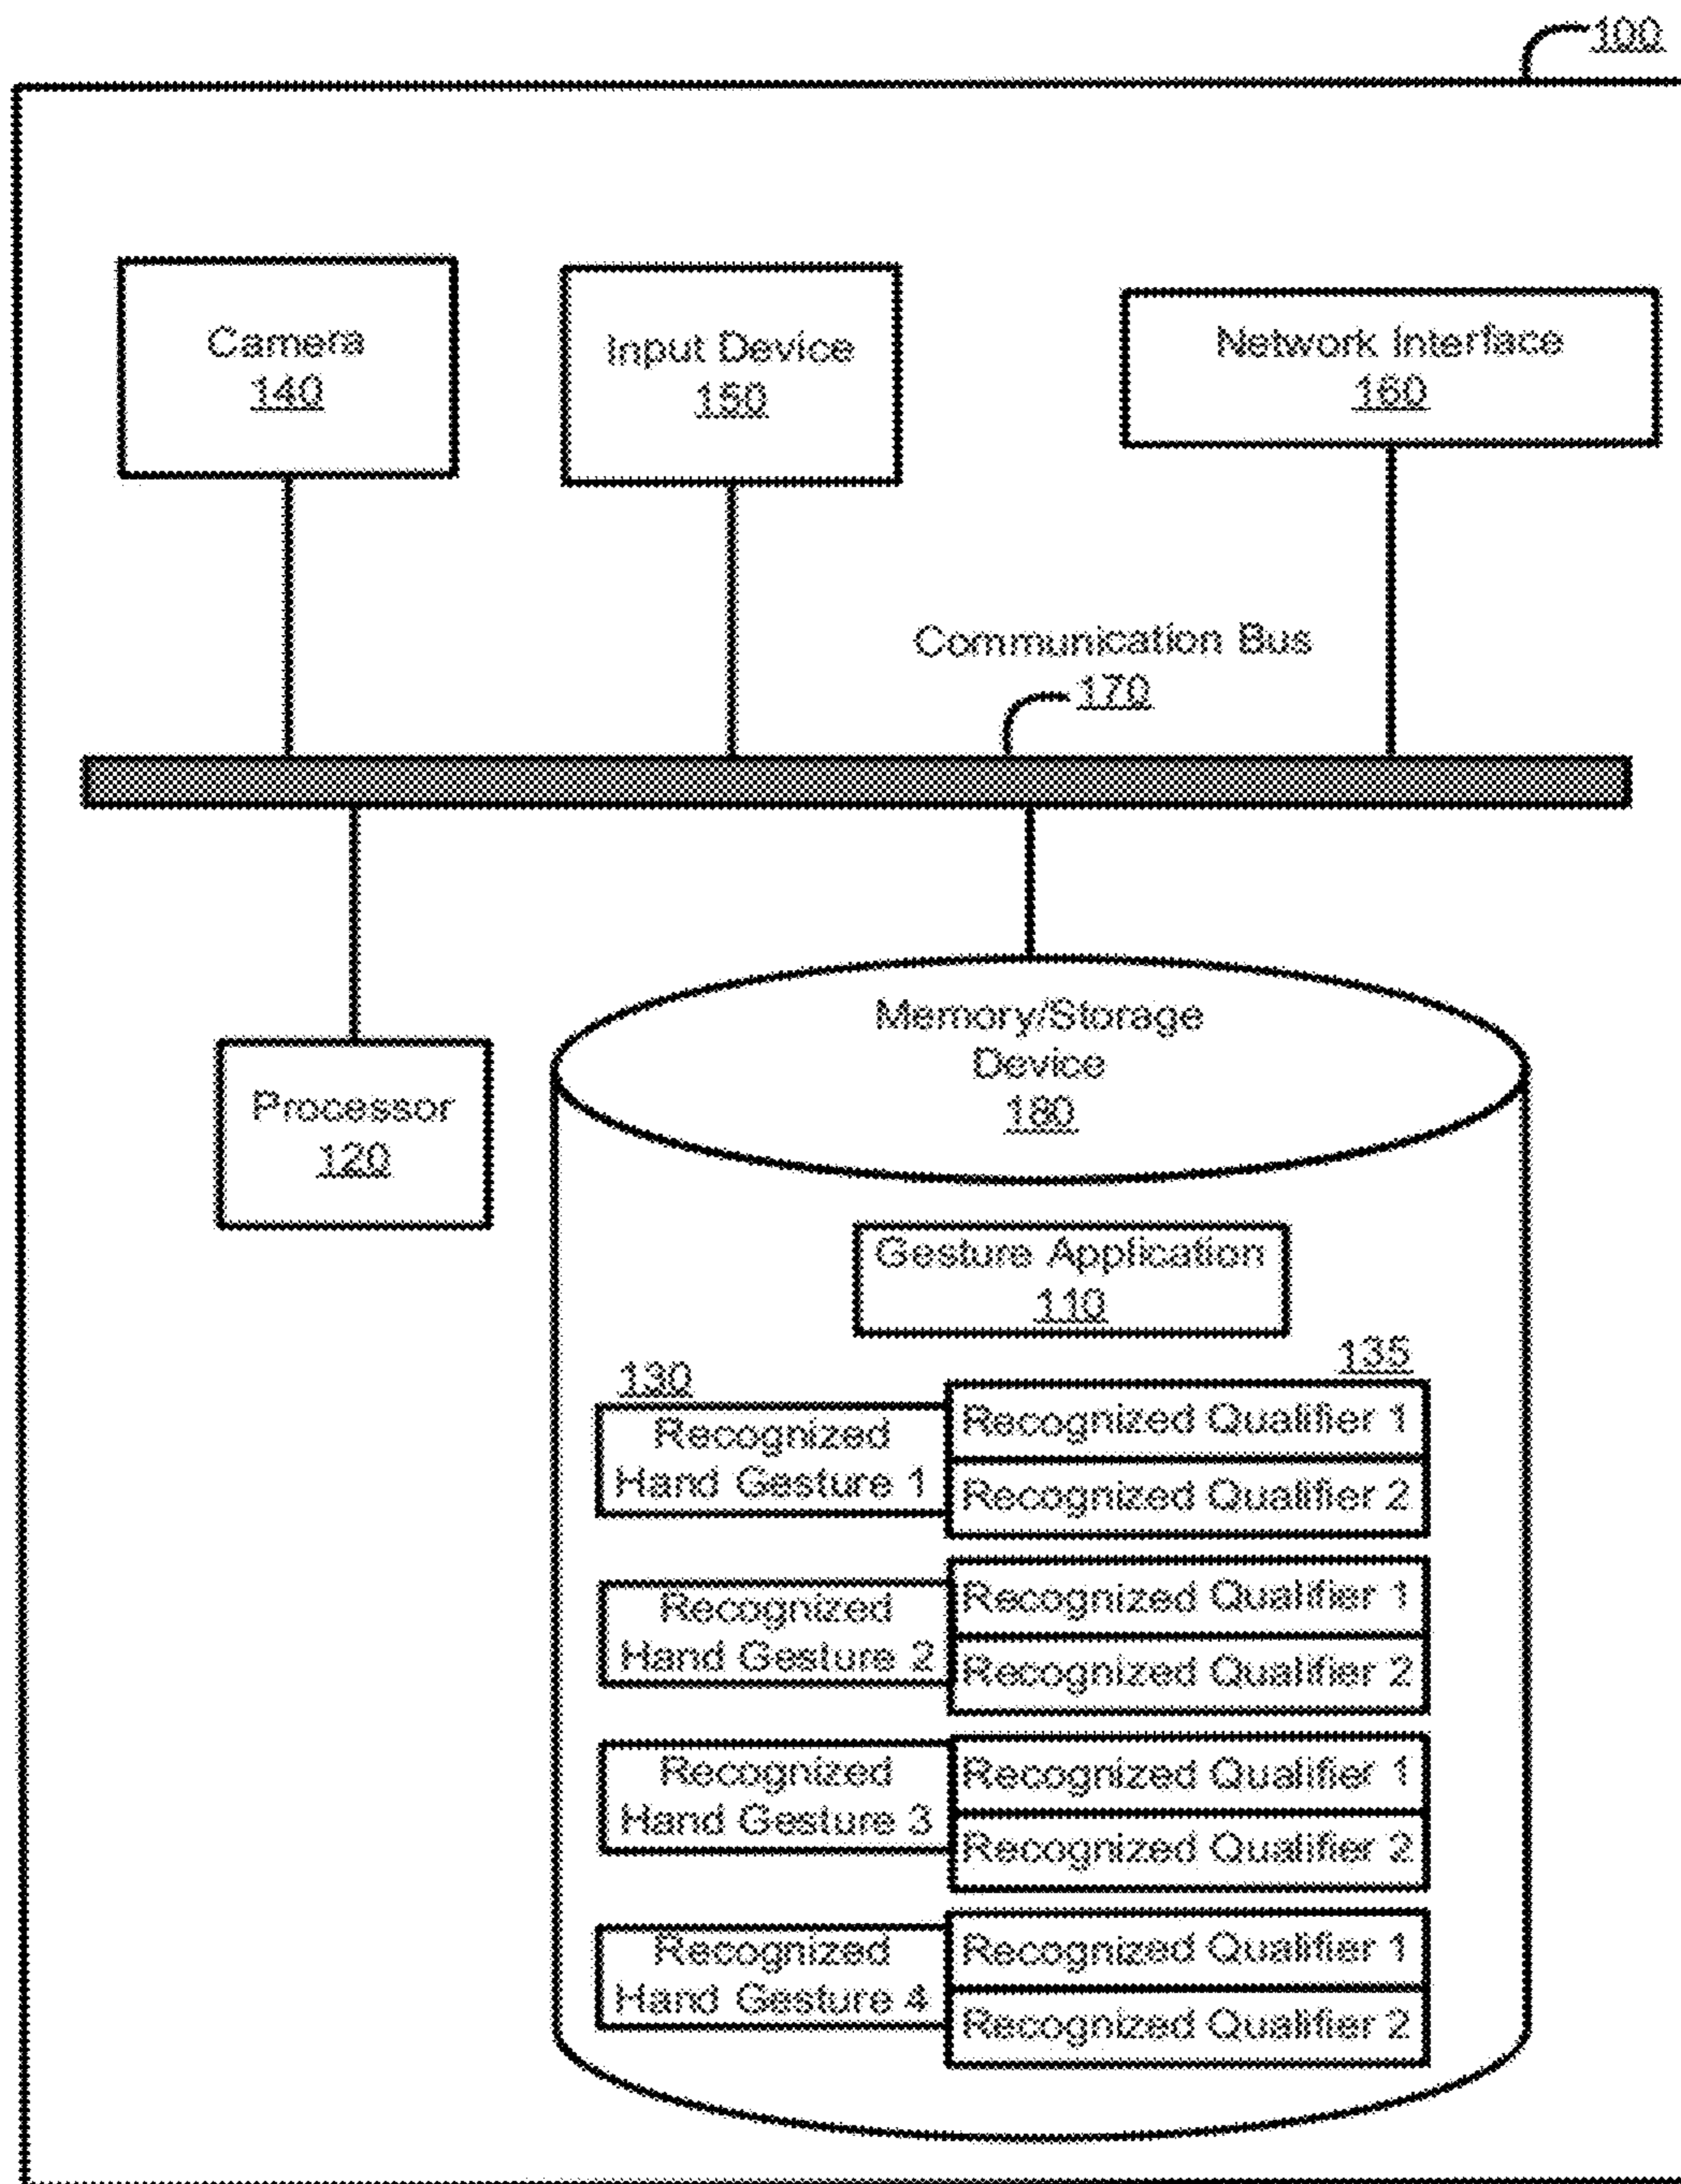 100
Camera
140
Input Device
150
Network Interface
160
Communication Bus
170
Memory/Storage
Device
180
Processor
120
Gesture Application
110
130
135
Recognized
Hand Gesture 1
Recognized Qualifier 1
Recognized Qualifier 2
Recognized
Hand Gesture 2
Recognized Qualifier 1
Recognized Qualifier 2
Recognized
Hand Gesture 3
Recognized Qualifier 1
Recognized Qualifier 2
Recognized
Hand Gesture 4
Recognized Qualifier 1
Recognized Qualifier 2